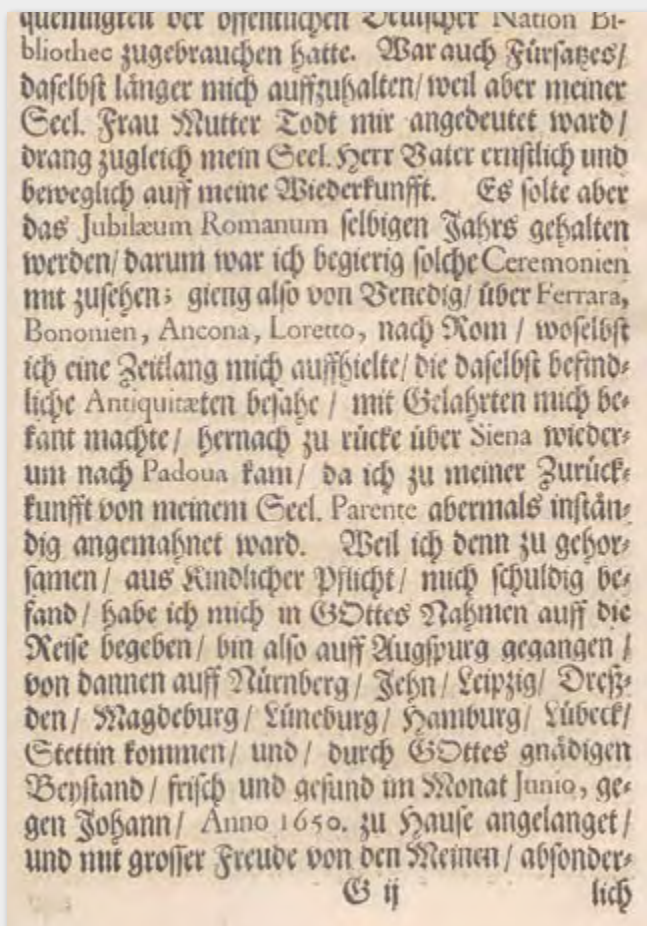 quemligkeit der öffentlichen Deutscher Nation Bi-
bliothec zugebrauchen hatte. War auch Fürsatzes/
daselbst länger mich auffzuhalten/ weil aber meiner
Seel. Frau Mutter Todt mir angedeutet ward/
drang zugleich mein Seel. Herr Vater ernstlich und
beweglich auff meine Wiederkunfft. Es solte aber
das Jubilæum Romanum selbigen Jahrs gehalten
werden/ darum war ich begierig solche Ceremonien
mit zusehen; gieng also von Venedig/ über Ferrara,
Bononien, Ancona, Loretto, nach Rom/ woselbst
ich eine Zeitlang mich auffhielte/ die daselbst befind-
liche Antiquitæten besahe/ mit Gelahrten mich be-
kant machte/ hernach zu rücke über Siena wieder-
um nach Padoua kam/ da ich zu meiner Zurück-
kunfft von meinem Seel. Parente abermals instän-
dig angemahnet ward. Weil ich denn zu gehor-
samen/ aus Kindlicher Pflicht/ mich schuldig be-
fand/ habe ich mich in GOttes Nahmen auff die
Reise begeben/ bin also auff Augspurg gegangen/
von dannen auff Nürnberg/ Jehn/ Leipzig/ Dreß-
den/ Magdeburg/ Lüneburg/ Hamburg/ Lübeck/
Stettin kommen/ und/ durch GOttes gnädigen
Beystand/ frisch und gesund im Monat Junio, ge-
gen Johann/ Anno 1650. zu Hause angelanget/
und mit grosser Freude von den Meinen/ absonder-
G ij lich